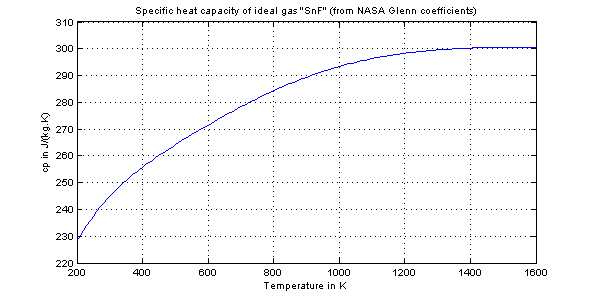 Specific heat capacity of ideal gas "SnF" (from NASA Glenn coefficients)
310
300
290
280
270
260
250
240
230
220
cp in J/(kg.K)
200 400 600 800 1000 1200 1400 1600
Temperature in K